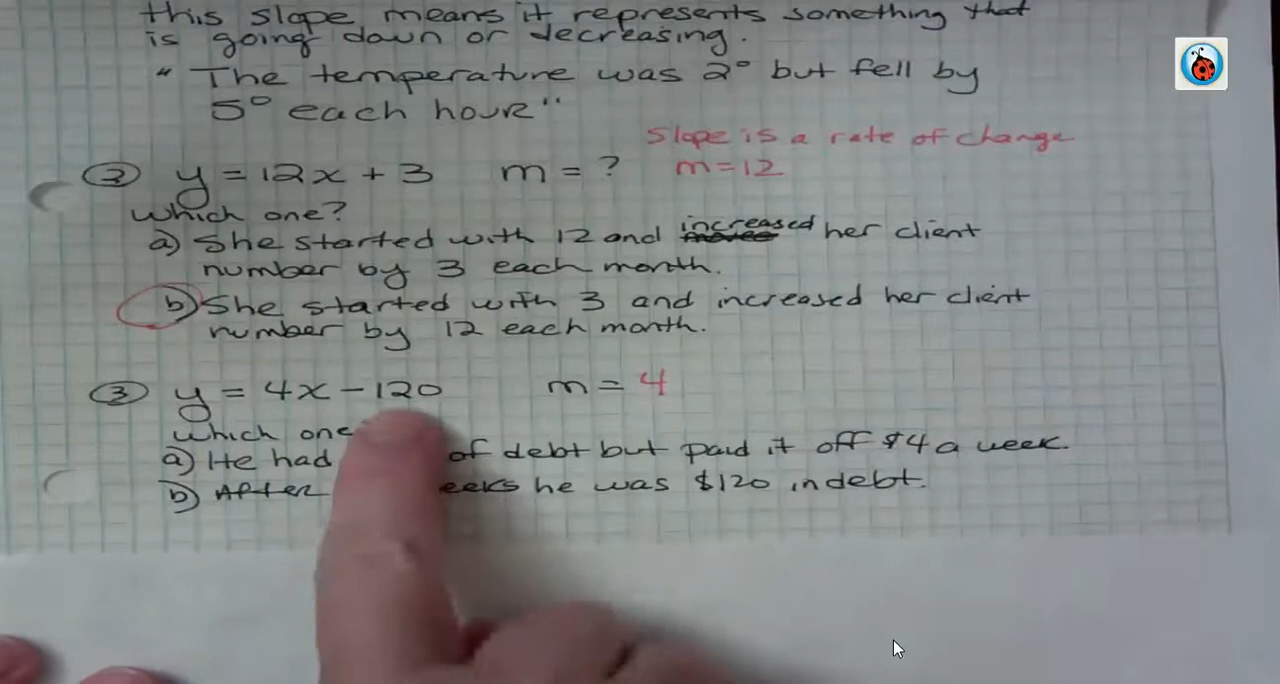 this slope means it represents something that
is going down or decreasing.
" The temperature was 2° but fell by
5° each hour"
Slope is a rate of change
② y = 12x + 3 m = ? m = 12
which one?
a) She started with 12 and increased her client
number by 3 each month.
b) She started with 3 and increased her client
number by 12 each month.
③ y = 4x - 120 m = 4
which one
a) He had of debt but paid it off $4 a week.
b) After he was $120 in debt.